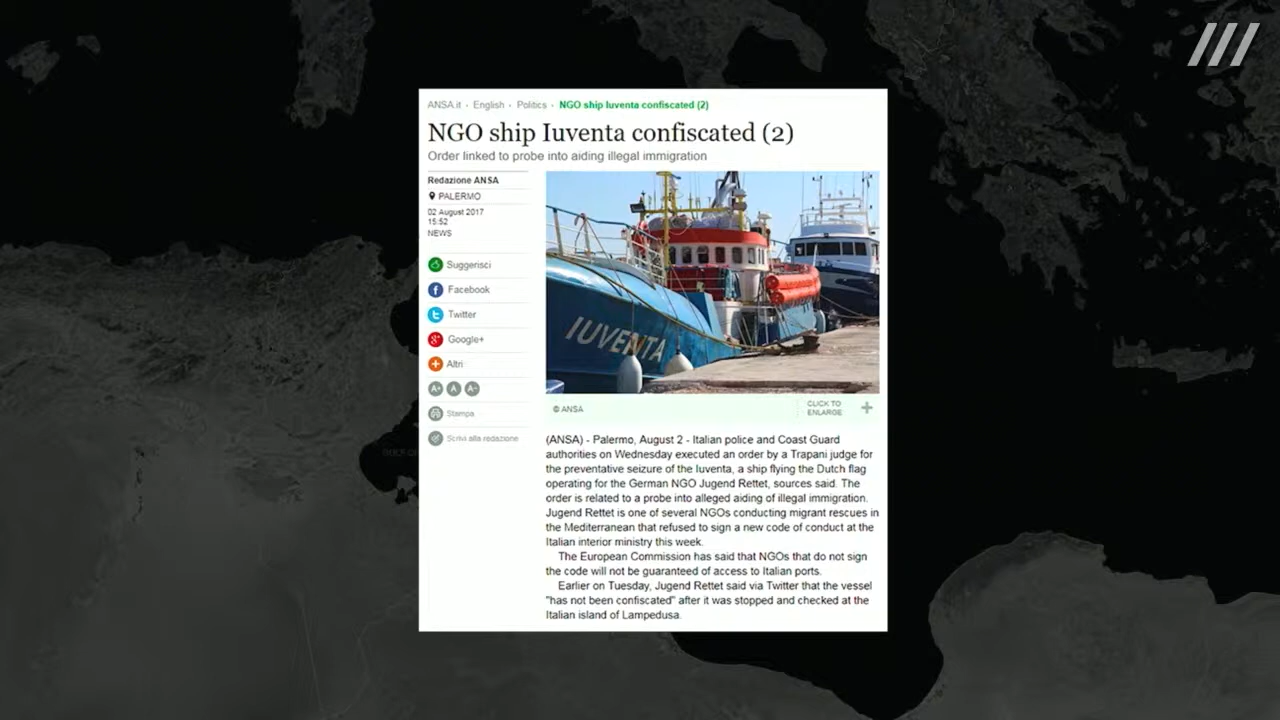 ANSA.it · English · Politics · NGO ship Iuventa confiscated (2)
NGO ship Iuventa confiscated (2)
Order linked to probe into aiding illegal immigration
Redazione ANSA
PALERMO
02 August 2017
15:52
NEWS
Suggerisci
Facebook
Twitter
Google+
Altri
A+ A A-
Stampa
Scrivi alla redazione
IUVENTA
© ANSA
CLICK TO
ENLARGE
(ANSA) - Palermo, August 2 - Italian police and Coast Guard
authorities on Wednesday executed an order by a Trapani judge for
the preventative seizure of the Iuventa, a ship flying the Dutch flag
operating for the German NGO Jugend Rettet, sources said. The
order is related to a probe into alleged aiding of illegal immigration.
Jugend Rettet is one of several NGOs conducting migrant rescues in
the Mediterranean that refused to sign a new code of conduct at the
Italian interior ministry this week.
The European Commission has said that NGOs that do not sign
the code will not be guaranteed of access to Italian ports.
Earlier on Tuesday, Jugend Rettet said via Twitter that the vessel
"has not been confiscated" after it was stopped and checked at the
Italian island of Lampedusa.